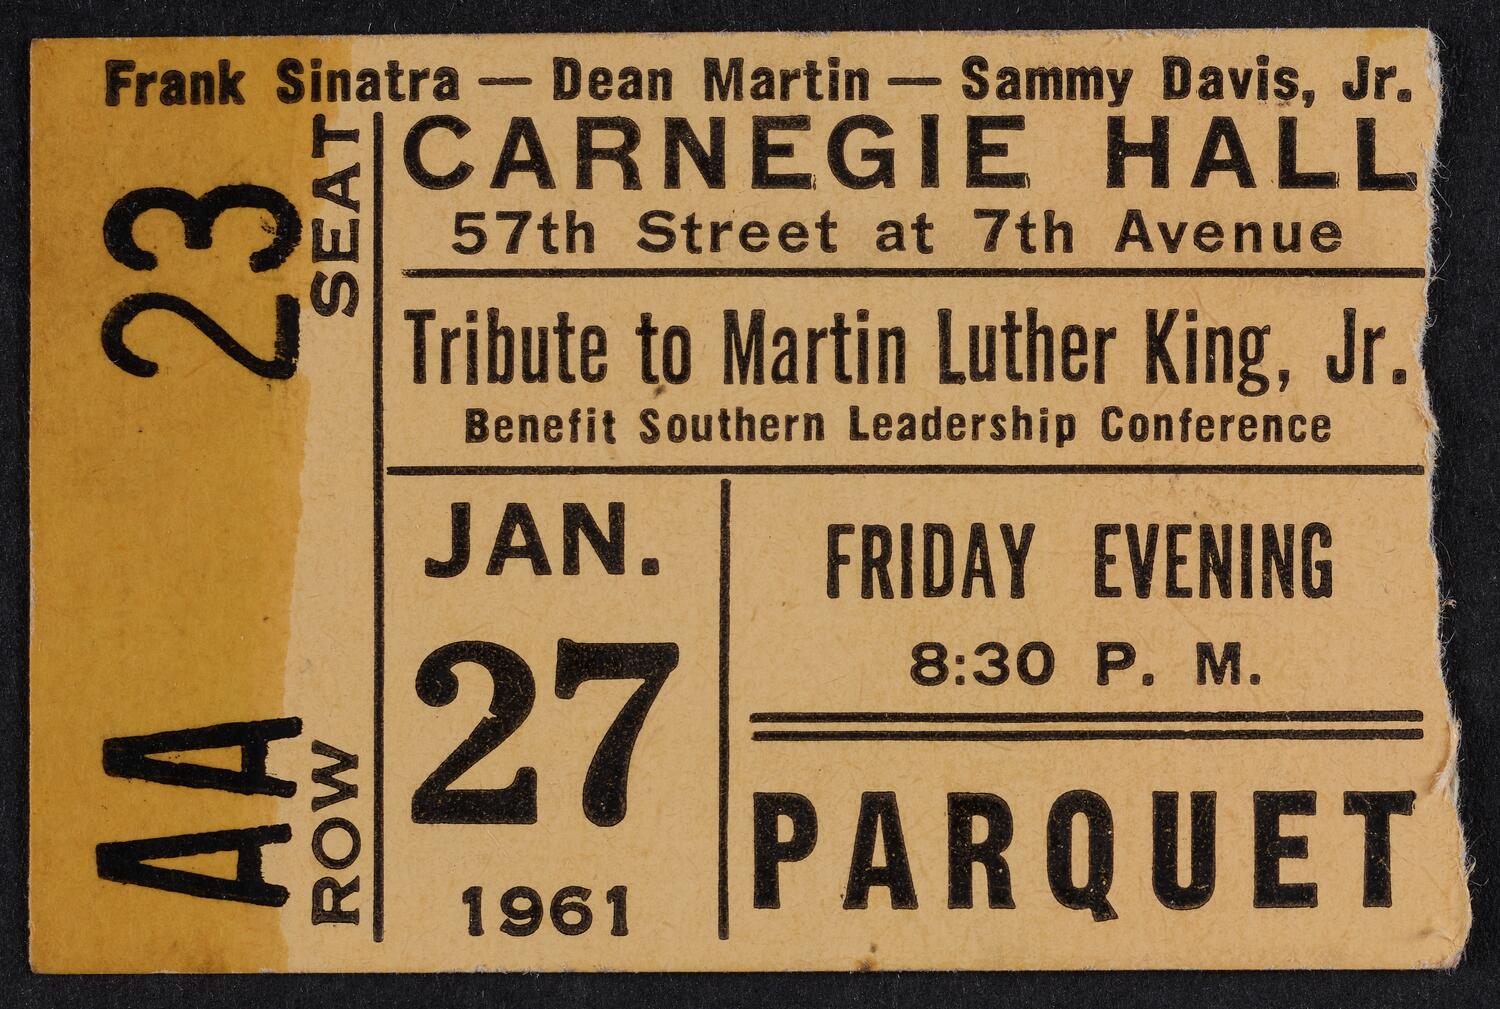 Frank Sinatra — Dean Martin — Sammy Davis, Jr.
CARNEGIE HALL
57th Street at 7th Avenue
Tribute to Martin Luther King, Jr.
Benefit Southern Leadership Conference
JAN.
27
1961
FRIDAY EVENING
8:30 P. M.
PARQUET
ROW SEAT
AA 23